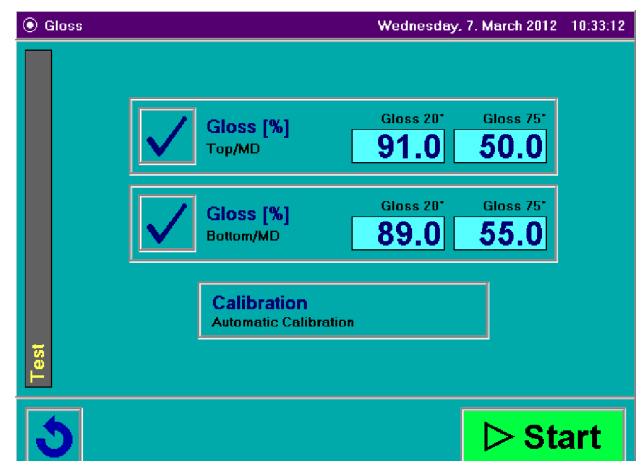 Gloss
Wednesday, 7. March 2012 10:33:12
Gloss [%]
Top/MD
Gloss 20°
Gloss 75°
91.0
50.0
Gloss [%]
Bottom/MD
Gloss 20°
Gloss 75°
89.0
55.0
Calibration
Automatic Calibration
Test
Start